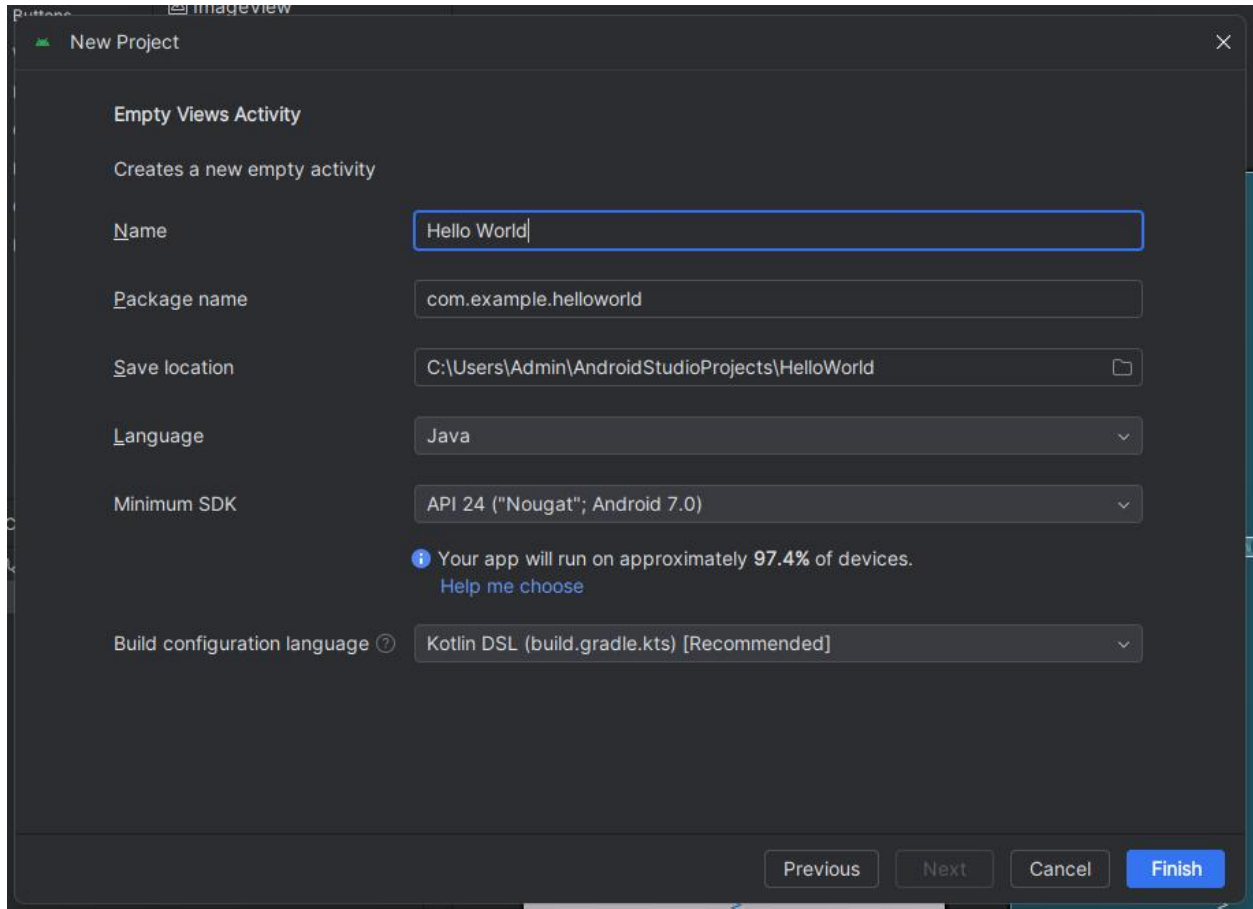 Buttons
ImageView
New Project
Empty Views Activity
Creates a new empty activity
Name
Hello World
Package name
com.example.helloworld
Save location
C:\Users\Admin\AndroidStudioProjects\HelloWorld
Language
Java
Minimum SDK
API 24 ("Nougat"; Android 7.0)
Your app will run on approximately 97.4% of devices.
Help me choose
Build configuration language ?
Kotlin DSL (build.gradle.kts) [Recommended]
Previous
Next
Cancel
Finish